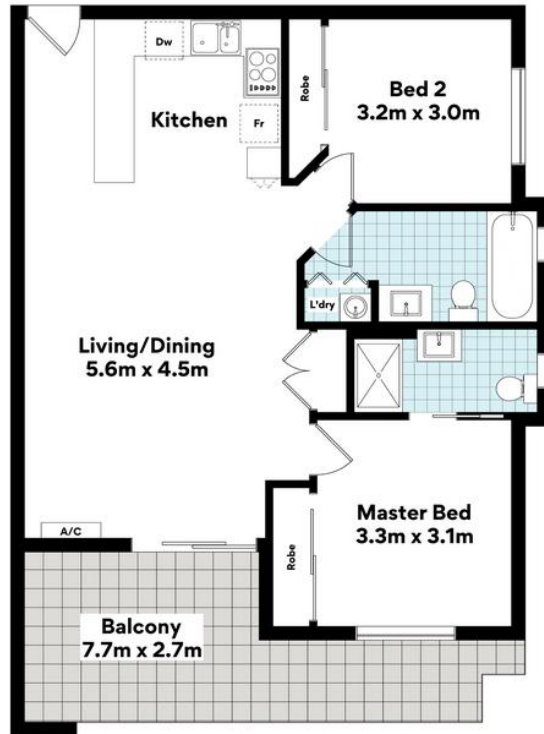 Dw
Kitchen
Fr
Robe
Bed 2
3.2m x 3.0m
L'dry
Living/Dining
5.6m x 4.5m
A/C
Robe
Master Bed
3.3m x 3.1m
Balcony
7.7m x 2.7m